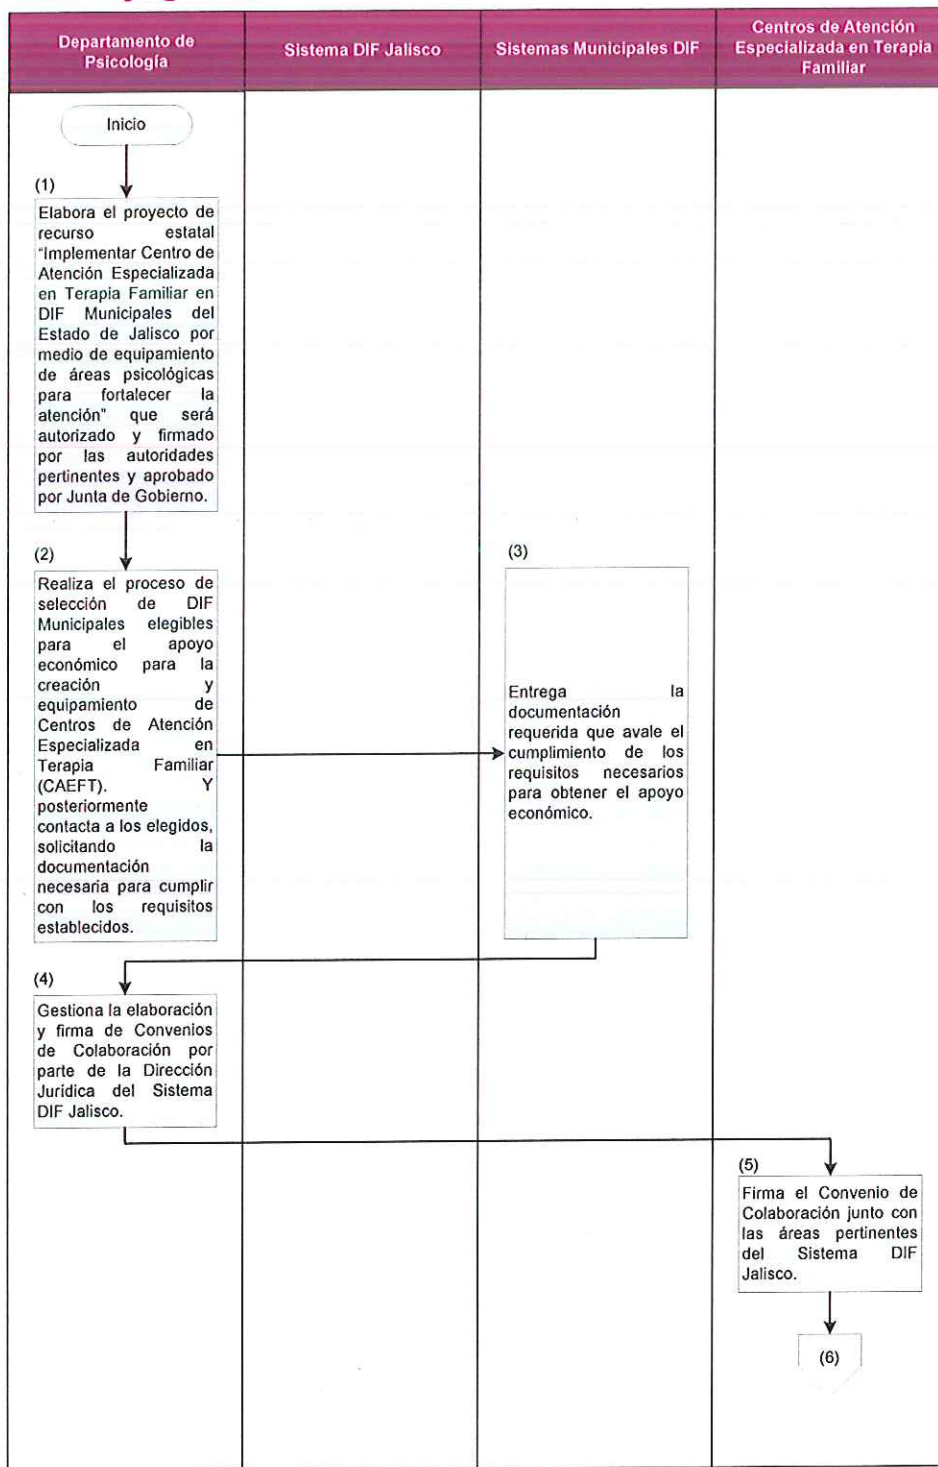 Departamento de
Psicología
Sistema DIF Jalisco
Sistemas Municipales DIF
Centros de Atención
Especializada en Terapia
Familiar
Inicio
(1)
Elabora el proyecto de
recurso estatal
"Implementar Centro de
Atención Especializada
en Terapia Familiar en
DIF Municipales del
Estado de Jalisco por
medio de equipamiento
de áreas psicológicas
para fortalecer la
atención" que será
autorizado y firmado
por las autoridades
pertinentes y aprobado
por Junta de Gobierno.
(2)
Realiza el proceso de
selección de DIF
Municipales elegibles
para el apoyo
económico para la
creación y
equipamiento de
Centros de Atención
Especializada en
Terapia Familiar
(CAEFT). Y
posteriormente
contacta a los elegidos,
solicitando la
documentación
necesaria para cumplir
con los requisitos
establecidos.
(3)
Entrega la
documentación
requerida que avale el
cumplimiento de los
requisitos necesarios
para obtener el apoyo
económico.
(4)
Gestiona la elaboración
y firma de Convenios
de Colaboración por
parte de la Dirección
Jurídica del Sistema
DIF Jalisco.
(5)
Firma el Convenio de
Colaboración junto con
las áreas pertinentes
del Sistema DIF
Jalisco.
(6)